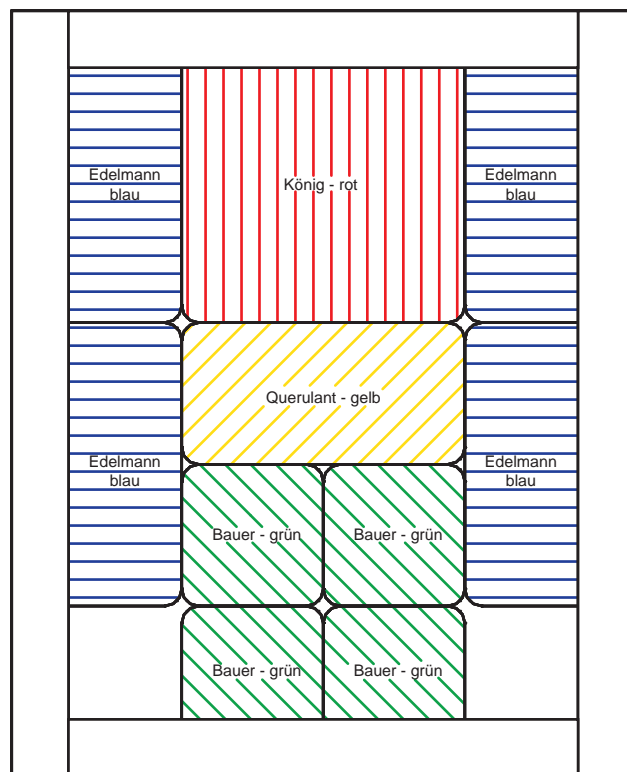 Edelmann
blau
König - rot
Edelmann
blau
Querulant - gelb
Edelmann
blau
Edelmann
blau
Bauer - grün
Bauer - grün
Bauer - grün
Bauer - grün